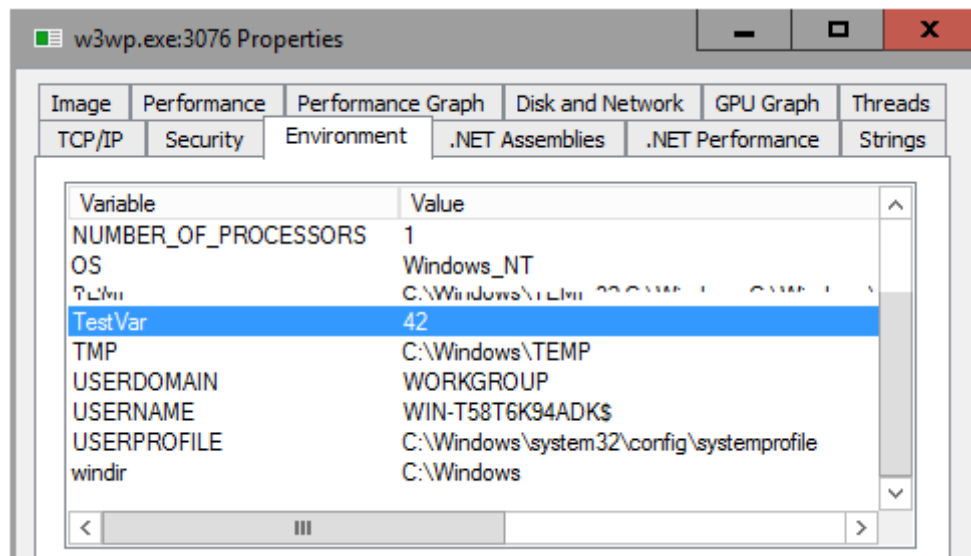 w3wp.exe:3076 Properties
Image Performance Performance Graph Disk and Network GPU Graph Threads
TCP/IP Security Environment .NET Assemblies .NET Performance Strings
Variable Value
NUMBER_OF_PROCESSORS 1
OS Windows_NT
TestVar 42
TMP C:\Windows\TEMP
USERDOMAIN WORKGROUP
USERNAME WIN-T58T6K94ADK$
USERPROFILE C:\Windows\system32\config\systemprofile
windir C:\Windows